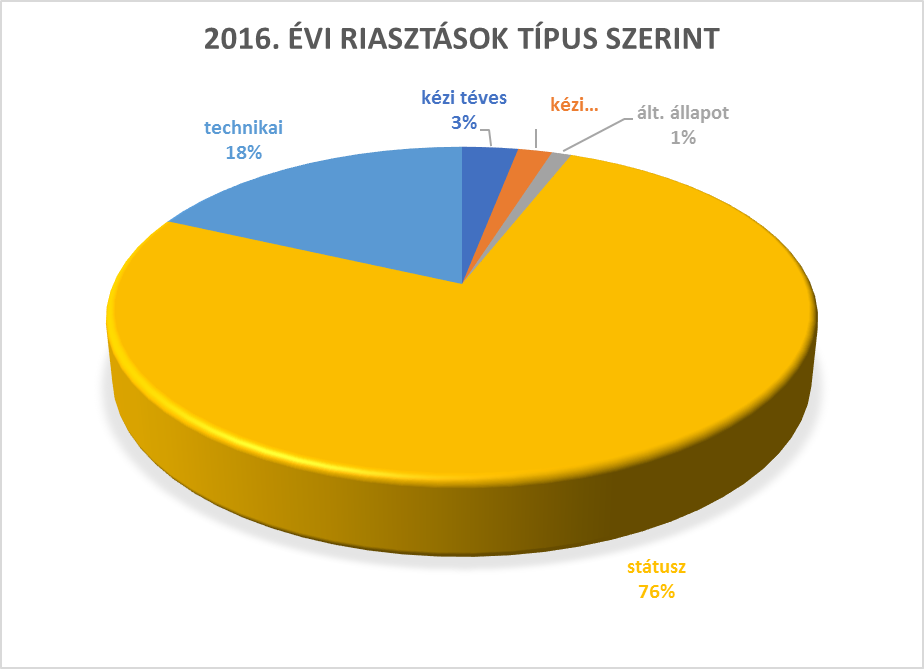 2016. ÉVI RIASZTÁSOK TÍPUS SZERINT
kézi téves
3%
kézi...
ált. állapot
1%
technikai
18%
státusz
76%